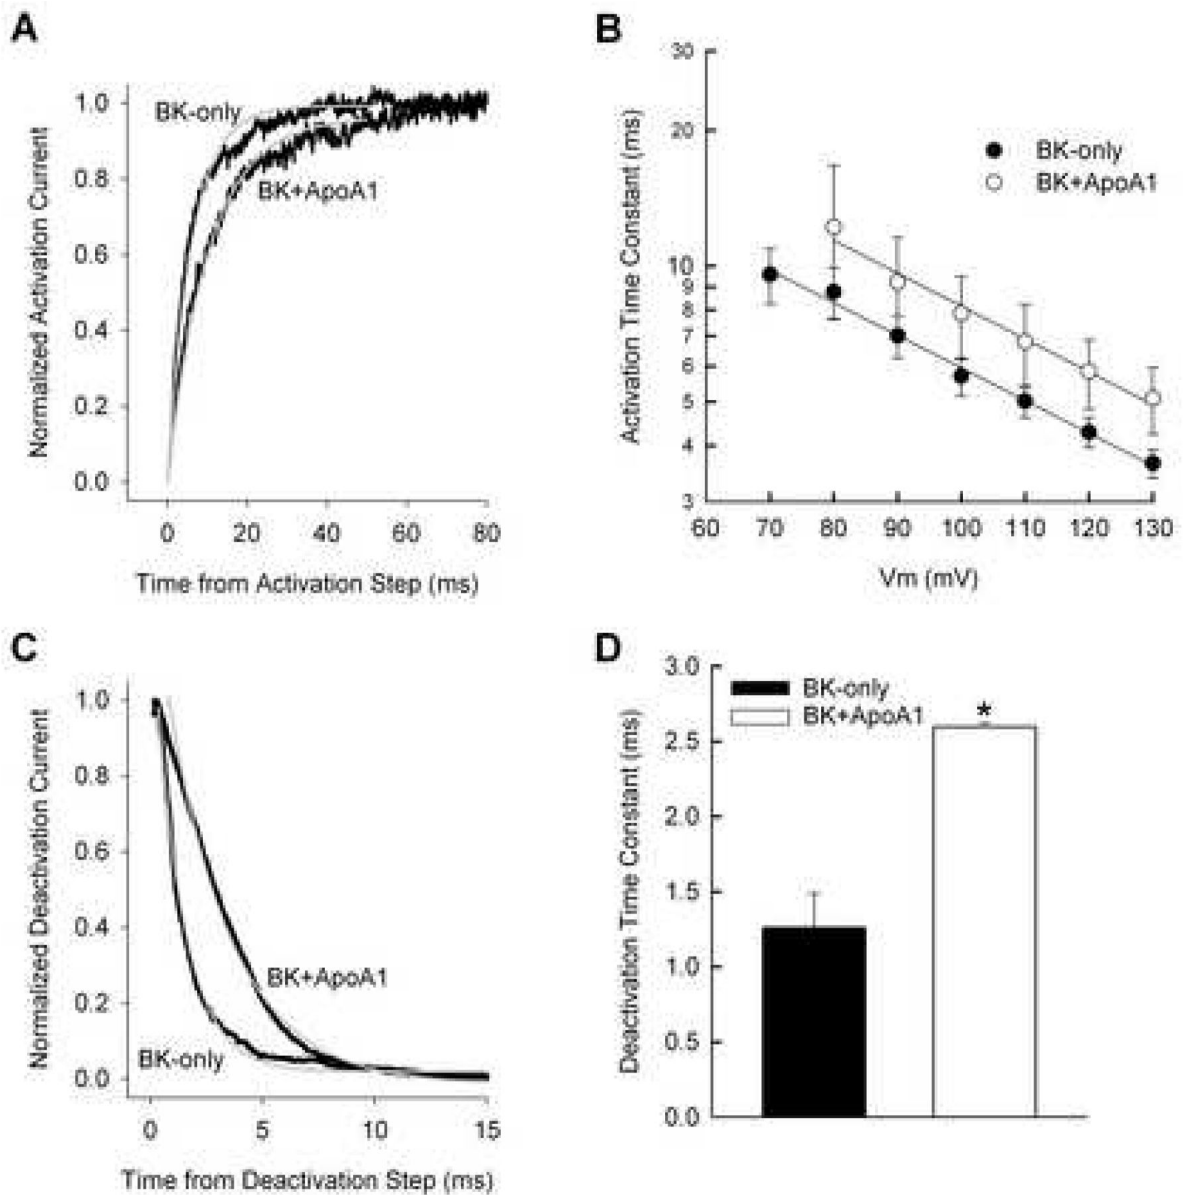 A
Normalized Activation Current
1.0
0.8
0.6
0.4
0.2
0.0
BK-only
BK+ApoA1
0 20 40 60 80
Time from Activation Step (ms)
B
Activation Time Constant (ms)
30
20
10
9
8
7
6
5
4
3
BK-only
BK+ApoA1
60 70 80 90 100 110 120 130
Vm (mV)
C
Normalized Deactivation Current
1.0
0.8
0.6
0.4
0.2
0.0
BK+ApoA1
BK-only
0 5 10 15
Time from Deactivation Step (ms)
D
Deactivation Time Constant (ms)
3.0
2.5
2.0
1.5
1.0
0.5
0.0
BK-only
BK+ApoA1
*